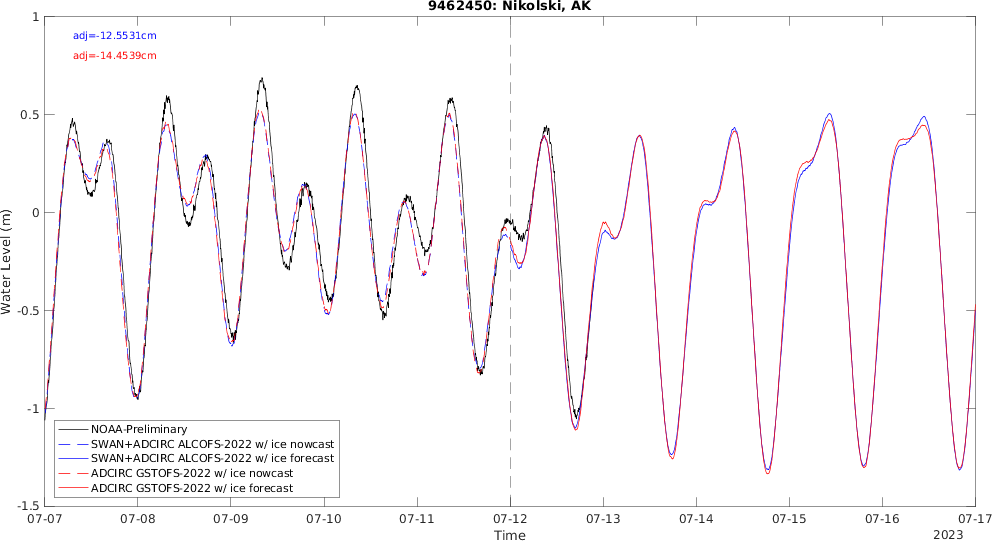 9462450: Nikolski, AK
adj=-12.5531cm
adj=-14.4539cm
1
0.5
0
-0.5
-1
-1.5
Water Level (m)
NOAA-Preliminary
SWAN+ADCIRC ALCOFS-2022 w/ ice nowcast
SWAN+ADCIRC ALCOFS-2022 w/ ice forecast
ADCIRC GSTOFS-2022 w/ ice nowcast
ADCIRC GSTOFS-2022 w/ ice forecast
07-07 07-08 07-09 07-10 07-11 07-12 07-13 07-14 07-15 07-16 07-17
Time
2023